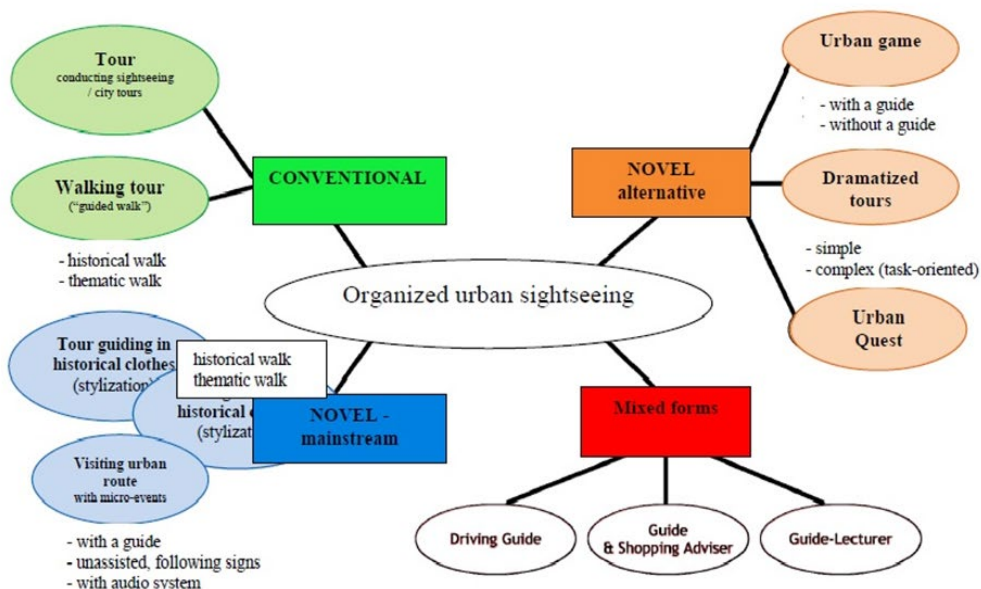 Tour
conducting sightseeing
/ city tours
Walking tour
("guided walk")
- historical walk
- thematic walk
CONVENTIONAL
Urban game
- with a guide
- without a guide
NOVEL
alternative
Dramatized
tours
- simple
- complex (task-oriented)
Urban
Quest
Organized urban sightseeing
Tour guiding in
historical clothes
(stylization)
historical walk
thematic walk
historical
(styliza
NOVEL -
mainstream
Visiting urban
route
with micro-events
- with a guide
- unassisted, following signs
- with audio system
Mixed forms
Driving Guide
Guide
& Shopping Adviser
Guide-Lecturer